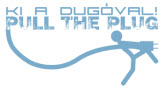 KI A DUGÓVAL!
PULL THE PLUG